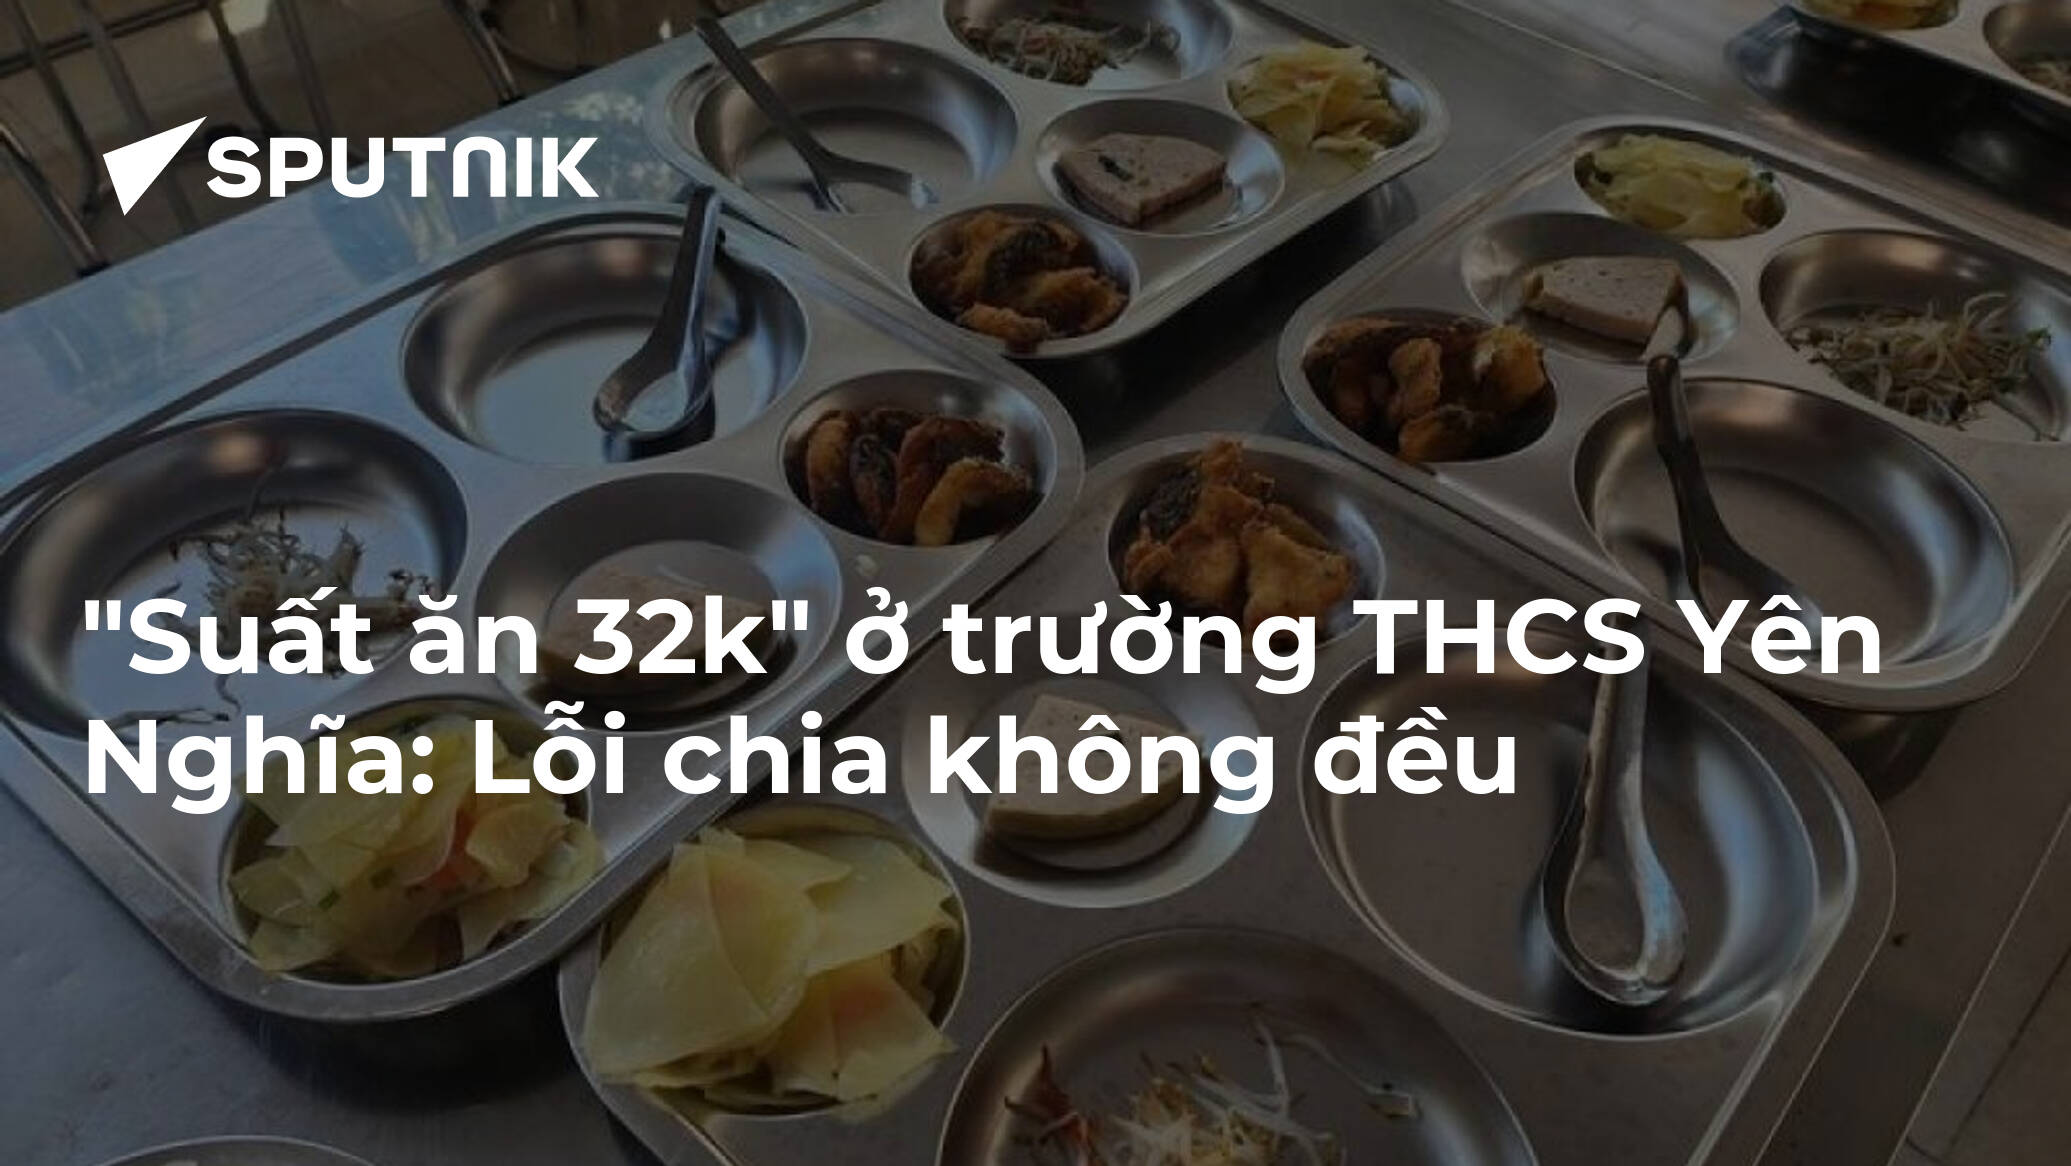 SPUTNIK
"Suất ăn 32k" ở trường THCS Yên
Nghĩa: Lỗi chia không đều